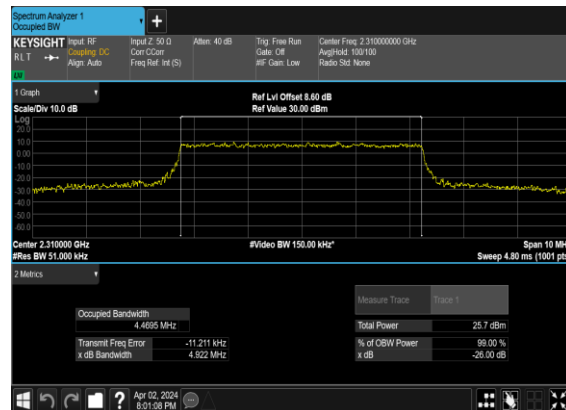 Spectrum Analyzer 1
Occupied BW
+
KEYSIGHT Input: RF Input Z: 50 Ω Atten: 40 dB Trig: Free Run Center Freq: 2.310000000 GHz
RLT Coupling: DC Corr CCorr Gate: Off Avg|Hold: 100/100
Align: Auto Freq Ref: Int (S) #IF Gain: Low Radio Std: None
1 Graph
Scale/Div 10.0 dB Ref Lvl Offset 8.60 dB
Ref Value 30.00 dBm
Log
20.0
10.0
0.00
-10.0
-20.0
-30.0
-40.0
-50.0
-60.0
Center 2.310000 GHz #Video BW 150.00 kHz* Span 10 MH
#Res BW 51.000 kHz Sweep 4.80 ms (1001 pts
2 Metrics
Measure Trace Trace 1
Occupied Bandwidth
4.4695 MHz Total Power 25.7 dBm
Transmit Freq Error -11.211 kHz % of OBW Power 99.00 %
x dB Bandwidth 4.922 MHz x dB -26.00 dB
? Apr 02, 2024
8:01:08 PM